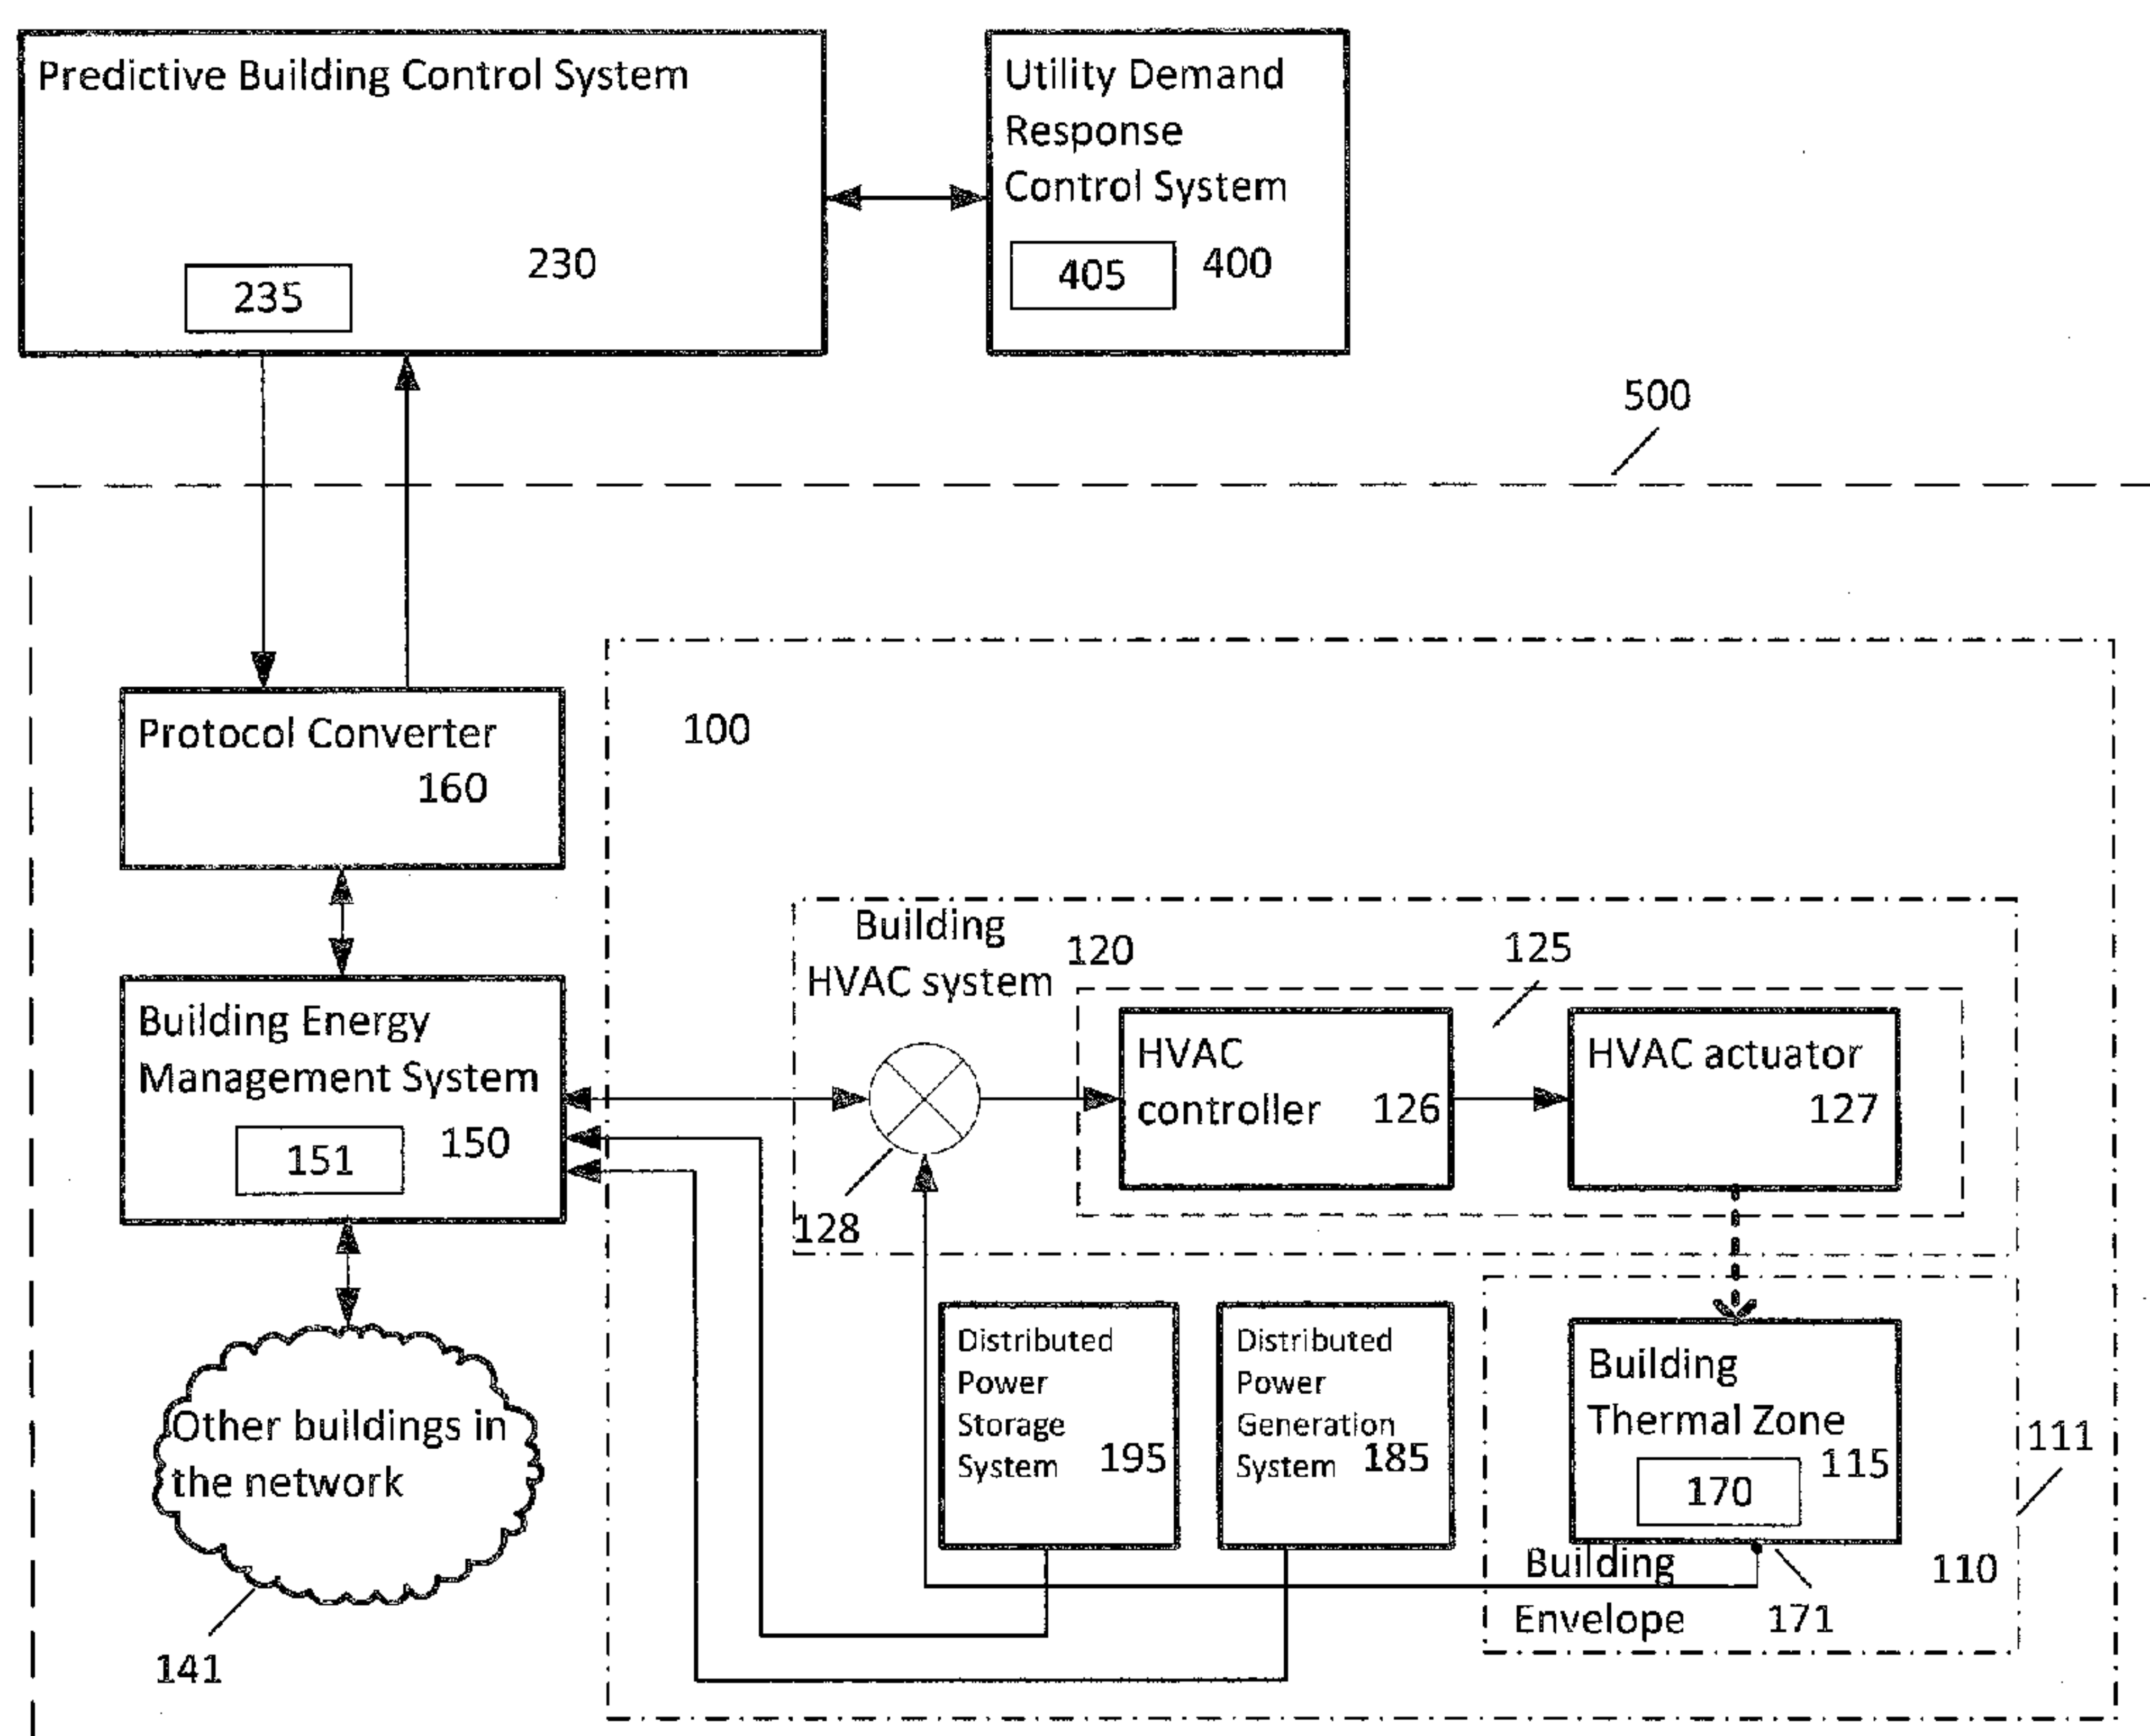 Predictive Building Control System
230
235
Utility Demand
Response
Control System
405
400
500
Protocol Converter
160
100
Building
HVAC system
120
125
HVAC
controller
126
HVAC actuator
127
128
Building Energy
Management System
150
151
Other buildings in
the network
141
Distributed
Power
Storage
System
195
Distributed
Power
Generation
System
185
Building
Thermal Zone
115
170
111
Building
Envelope
110
171